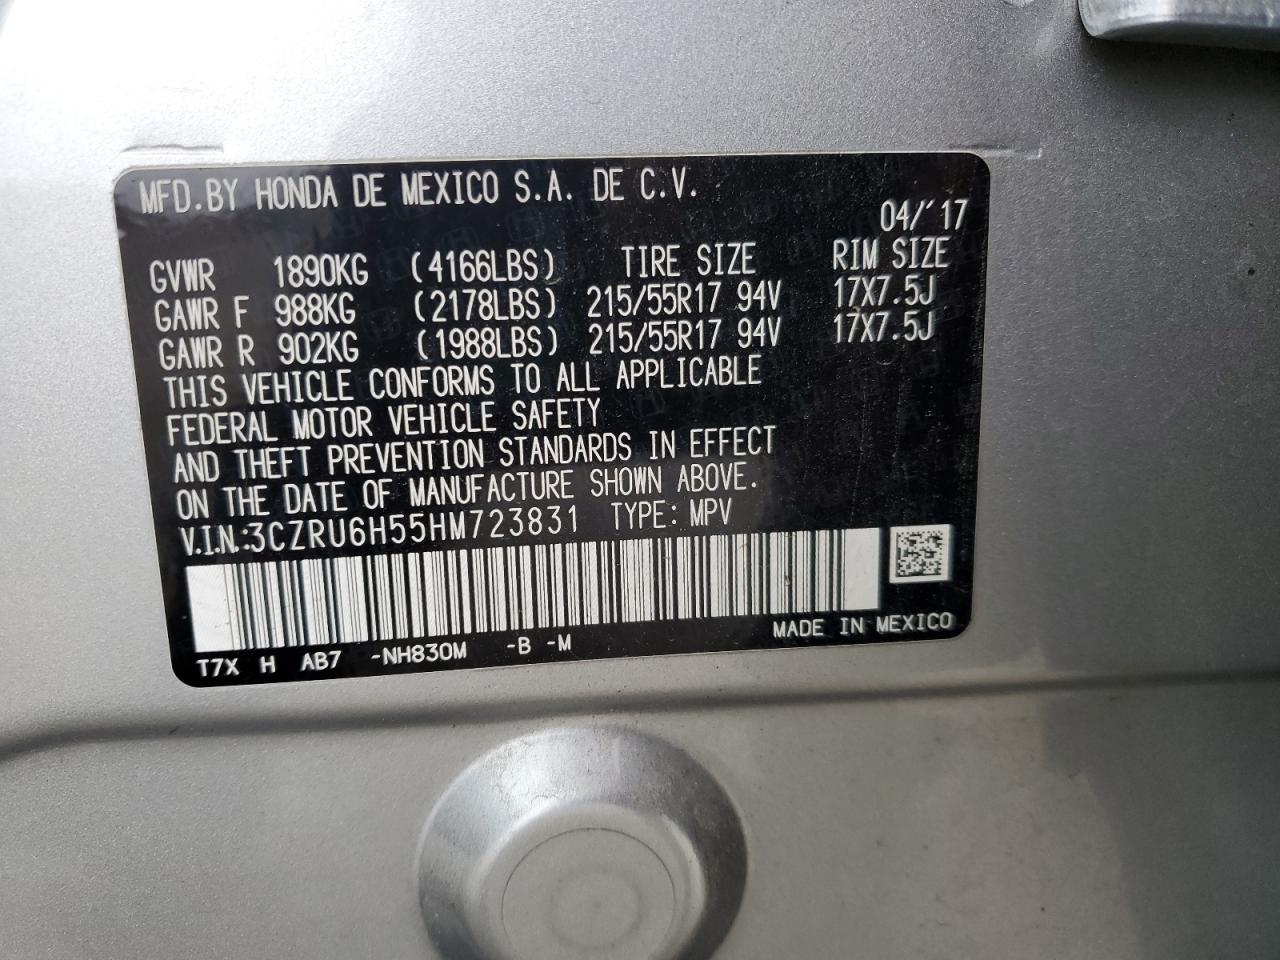 MFD.BY HONDA DE MEXICO S.A. DE C.V.
04/'17
GVWR 1890KG (4166LBS) TIRE SIZE RIM SIZE
GAWR F 988KG (2178LBS) 215/55R17 94V 17X7.5J
GAWR R 902KG (1988LBS) 215/55R17 94V 17X7.5J
THIS VEHICLE CONFORMS TO ALL APPLICABLE
FEDERAL MOTOR VEHICLE SAFETY
AND THEFT PREVENTION STANDARDS IN EFFECT
ON THE DATE OF MANUFACTURE SHOWN ABOVE.
V.I.N.:3CZRU6H55HM723831 TYPE: MPV
MADE IN MEXICO
T7X H AB7 -NH830M -B -M